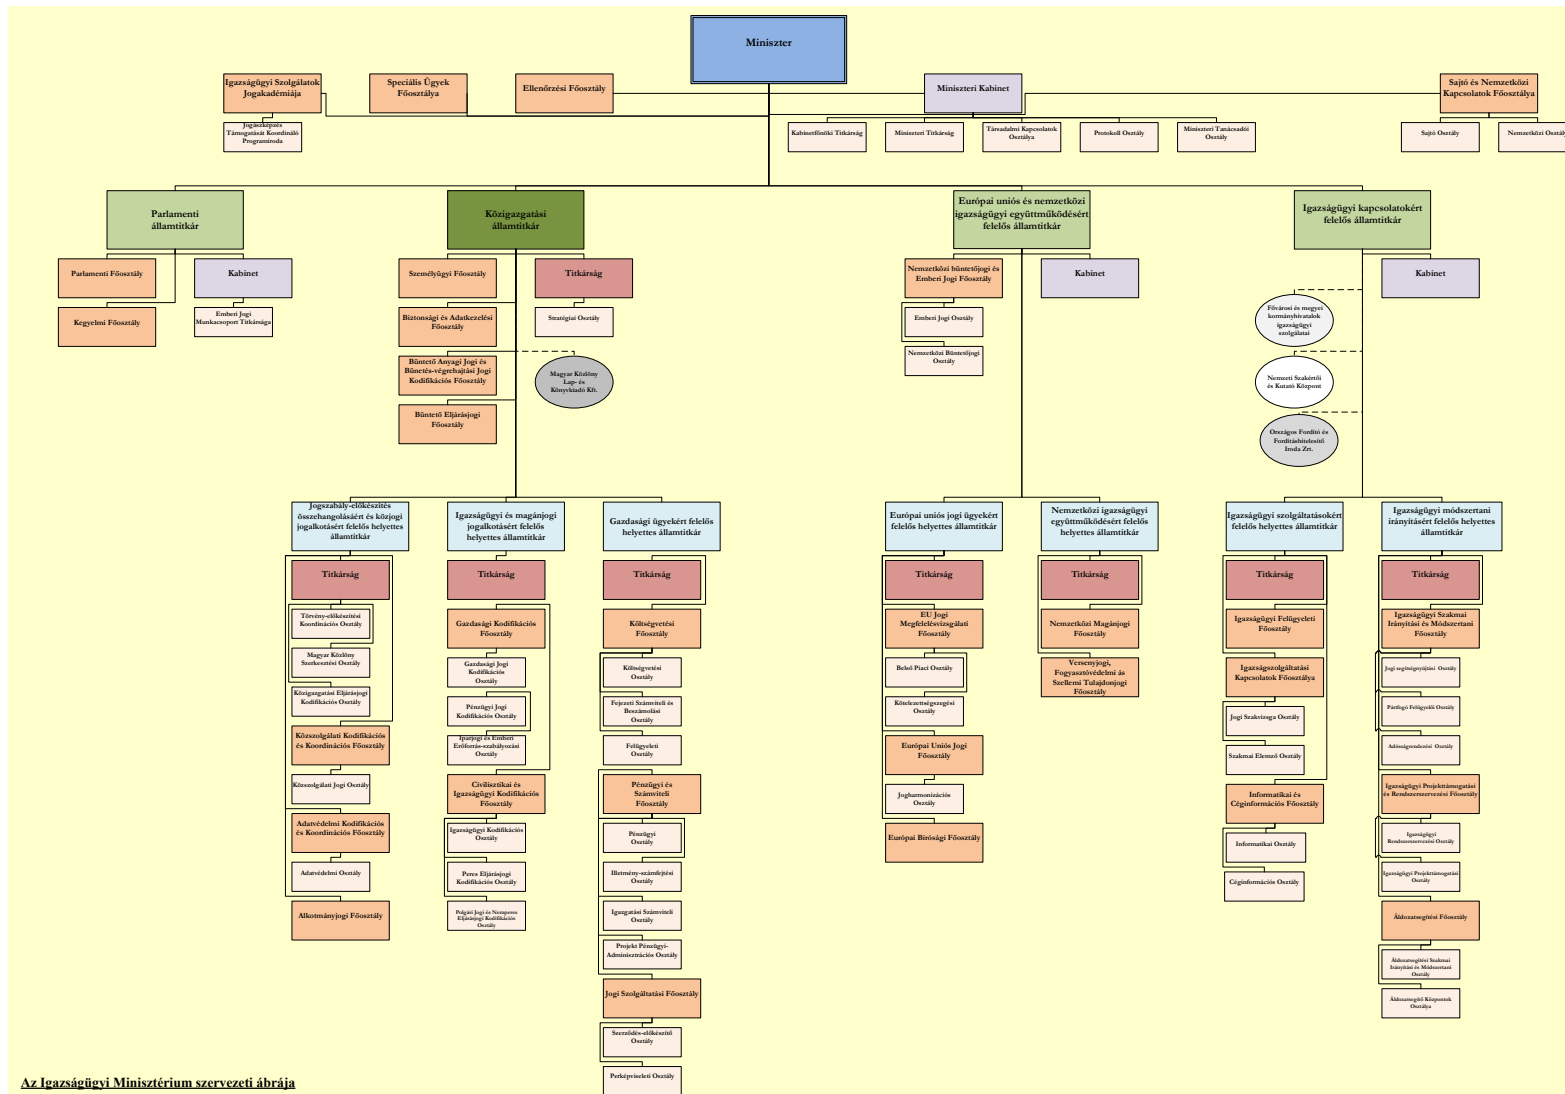 Miniszter
Igazságügyi Szolgálatok
Jogakadémiája
Speciális Ügyek
Főosztálya
Ellenőrzési Főosztály
Miniszteri Kabinet
Sajtó és Nemzetközi
Kapcsolatok Főosztálya
Jogászképzés
Támogatását Koordináló
Programiroda
Kabinetfőnöki Titkárság
Miniszteri Titkárság
Társadalmi Kapcsolatok
Osztálya
Protokoll Osztály
Miniszteri Tanácsadói
Osztály
Sajtó Osztály
Nemzetközi Osztály
Parlamenti
államtitkár
Közigazgatási
államtitkár
Európai uniós és nemzetközi
igazságügyi együttműködésért
felelős államtitkár
Igazságügyi kapcsolatokért
felelős államtitkár
Parlamenti Főosztály
Kabinet
Kegyelmi Főosztály
Emberi Jogi
Munkacsoport Titkársága
Személyügyi Főosztály
Titkárság
Biztonsági és Adatkezelési
Főosztály
Stratégiai Osztály
Büntető Anyagi Jogi és
Büntetés-végrehajtási Jogi
Kodifikációs Főosztály
Magyar Közlöny
Lap- és
Könyvkiadó Kft.
Büntető Eljárásjogi
Főosztály
Nemzetközi büntetőjogi és
Emberi Jogi Főosztály
Kabinet
Emberi Jogi Osztály
Nemzetközi Büntetőjogi
Osztály
Kabinet
Fővárosi és megyei
kormányhivatalok
igazságügyi
szolgálatai
Nemzeti Szakértői
és Kutató Központ
Országos Fordító és
Fordításhitelesítő
Iroda Zrt.
Jogszabály-előkészítés
összehangolásáért és közjogi
jogalkotásért felelős helyettes
államtitkár
Titkárság
Törvény-előkészítési
Koordinációs Osztály
Magyar Közlöny
Szerkesztési Osztály
Közigazgatási Eljárásjogi
Kodifikációs Osztály
Közszolgálati Kodifikációs
és Koordinációs Főosztály
Közszolgálati Jogi Osztály
Adatvédelmi Kodifikációs
és Koordinációs Főosztály
Adatvédelmi Osztály
Alkotmányjogi Főosztály
Igazságügyi és magánjogi
jogalkotásért felelős
helyettes államtitkár
Titkárság
Gazdasági Kodifikációs
Főosztály
Gazdasági Jogi
Kodifikációs
Osztály
Pénzügyi Jogi
Kodifikációs Osztály
Iparjogi és Emberi
Erőforrás-szabályozási
Osztály
Civilisztikai és
Igazságügyi Kodifikációs
Főosztály
Igazságügyi Kodifikációs
Osztály
Peres Eljárásjogi
Kodifikációs Osztály
Polgári Jogi és Nemperes
Eljárásjogi Kodifikációs
Osztály
Gazdasági ügyekért felelős
helyettes államtitkár
Titkárság
Költségvetési
Főosztály
Költségvetési
Osztály
Fejezeti Számviteli és
Beszámolási
Osztály
Felügyeleti
Osztály
Pénzügyi és
Számviteli
Főosztály
Pénzügyi
Osztály
Illetmény-számfejtési
Osztály
Igazgatási Számviteli
Osztály
Projekt Pénzügyi-
Adminisztrációs Osztály
Jogi Szolgáltatási Főosztály
Szerződés-előkészítő
Osztály
Perképviseleti Osztály
Európai uniós jogi ügyekért
felelős helyettes államtitkár
Titkárság
EU Jogi
Megfelelésvizsgálati
Főosztály
Belső Piaci Osztály
Kötelezettségszegési
Osztály
Európai Uniós Jogi
Főosztály
Jogharmonizációs
Osztály
Európai Bírósági Főosztály
Nemzetközi igazságügyi
együttműködésért felelős
helyettes államtitkár
Titkárság
Nemzetközi Magánjogi
Főosztály
Versenyjogi,
Fogyasztóvédelmi ás
Szellemi Tulajdonjogi
Főosztály
Igazságügyi szolgáltatásokért
felelős helyettes államtitkár
Titkárság
Igazságügyi Felügyeleti
Főosztály
Igazságszolgáltatási
Kapcsolatok Főosztálya
Jogi Szakvizsga Osztály
Szakmai Elemző Osztály
Informatikai és
Céginformációs Főosztály
Informatikai Osztály
Céginformációs Osztály
Igazságügyi módszertani
irányításért felelős helyettes
államtitkár
Titkárság
Igazságügyi Szakmai
Irányítási és Módszertani
Főosztály
Jogi segítségnyújtási Osztály
Pártfogó Felügyelői Osztály
Adósságrendezési Osztály
Igazságügyi Projekttámogatási
és Rendszerszervezési Főosztály
Igazságügyi
Rendszerszervezési Osztály
Igazságügyi Projekttámogatási
Osztály
Áldozatsegítési Főosztály
Áldozatsegítési Szakmai
Irányítási és Módszertani
Osztály
Áldozatsegítő Központok
Osztálya
Az Igazságügyi Minisztérium szervezeti ábrája